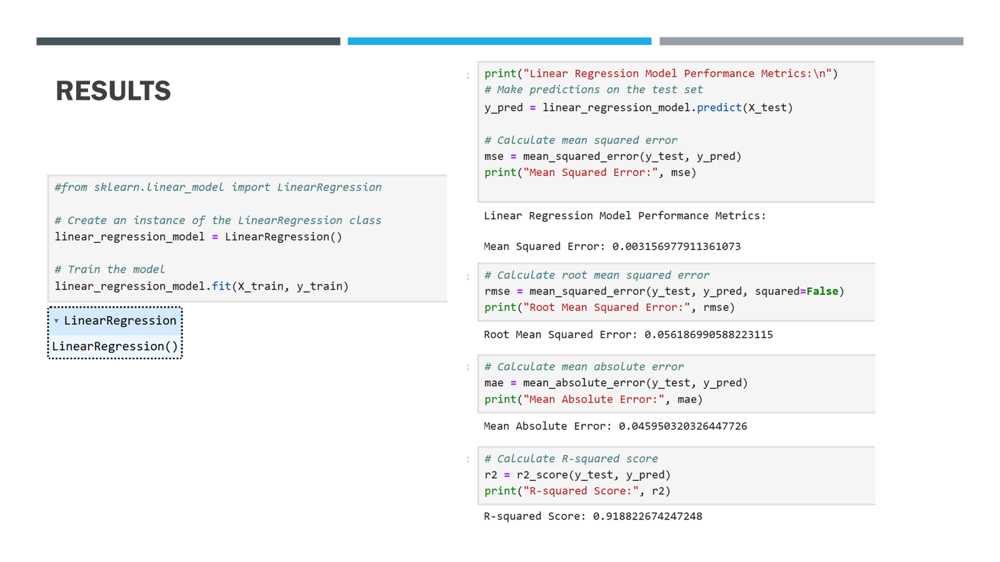 RESULTS
#from sklearn.linear_model import LinearRegression
# Create an instance of the LinearRegression class
linear_regression_model = LinearRegression()
# Train the model
linear_regression_model.fit(X_train, y_train)
▾ LinearRegression
LinearRegression()
: print("Linear Regression Model Performance Metrics:\n")
# Make predictions on the test set
y_pred = linear_regression_model.predict(X_test)
# Calculate mean squared error
mse = mean_squared_error(y_test, y_pred)
print("Mean Squared Error:", mse)
Linear Regression Model Performance Metrics:
Mean Squared Error: 0.003156977911361073
: # Calculate root mean squared error
rmse = mean_squared_error(y_test, y_pred, squared=False)
print("Root Mean Squared Error:", rmse)
Root Mean Squared Error: 0.056186990588223115
: # Calculate mean absolute error
mae = mean_absolute_error(y_test, y_pred)
print("Mean Absolute Error:", mae)
Mean Absolute Error: 0.045950320326447726
: # Calculate R-squared score
r2 = r2_score(y_test, y_pred)
print("R-squared Score:", r2)
R-squared Score: 0.918822674247248